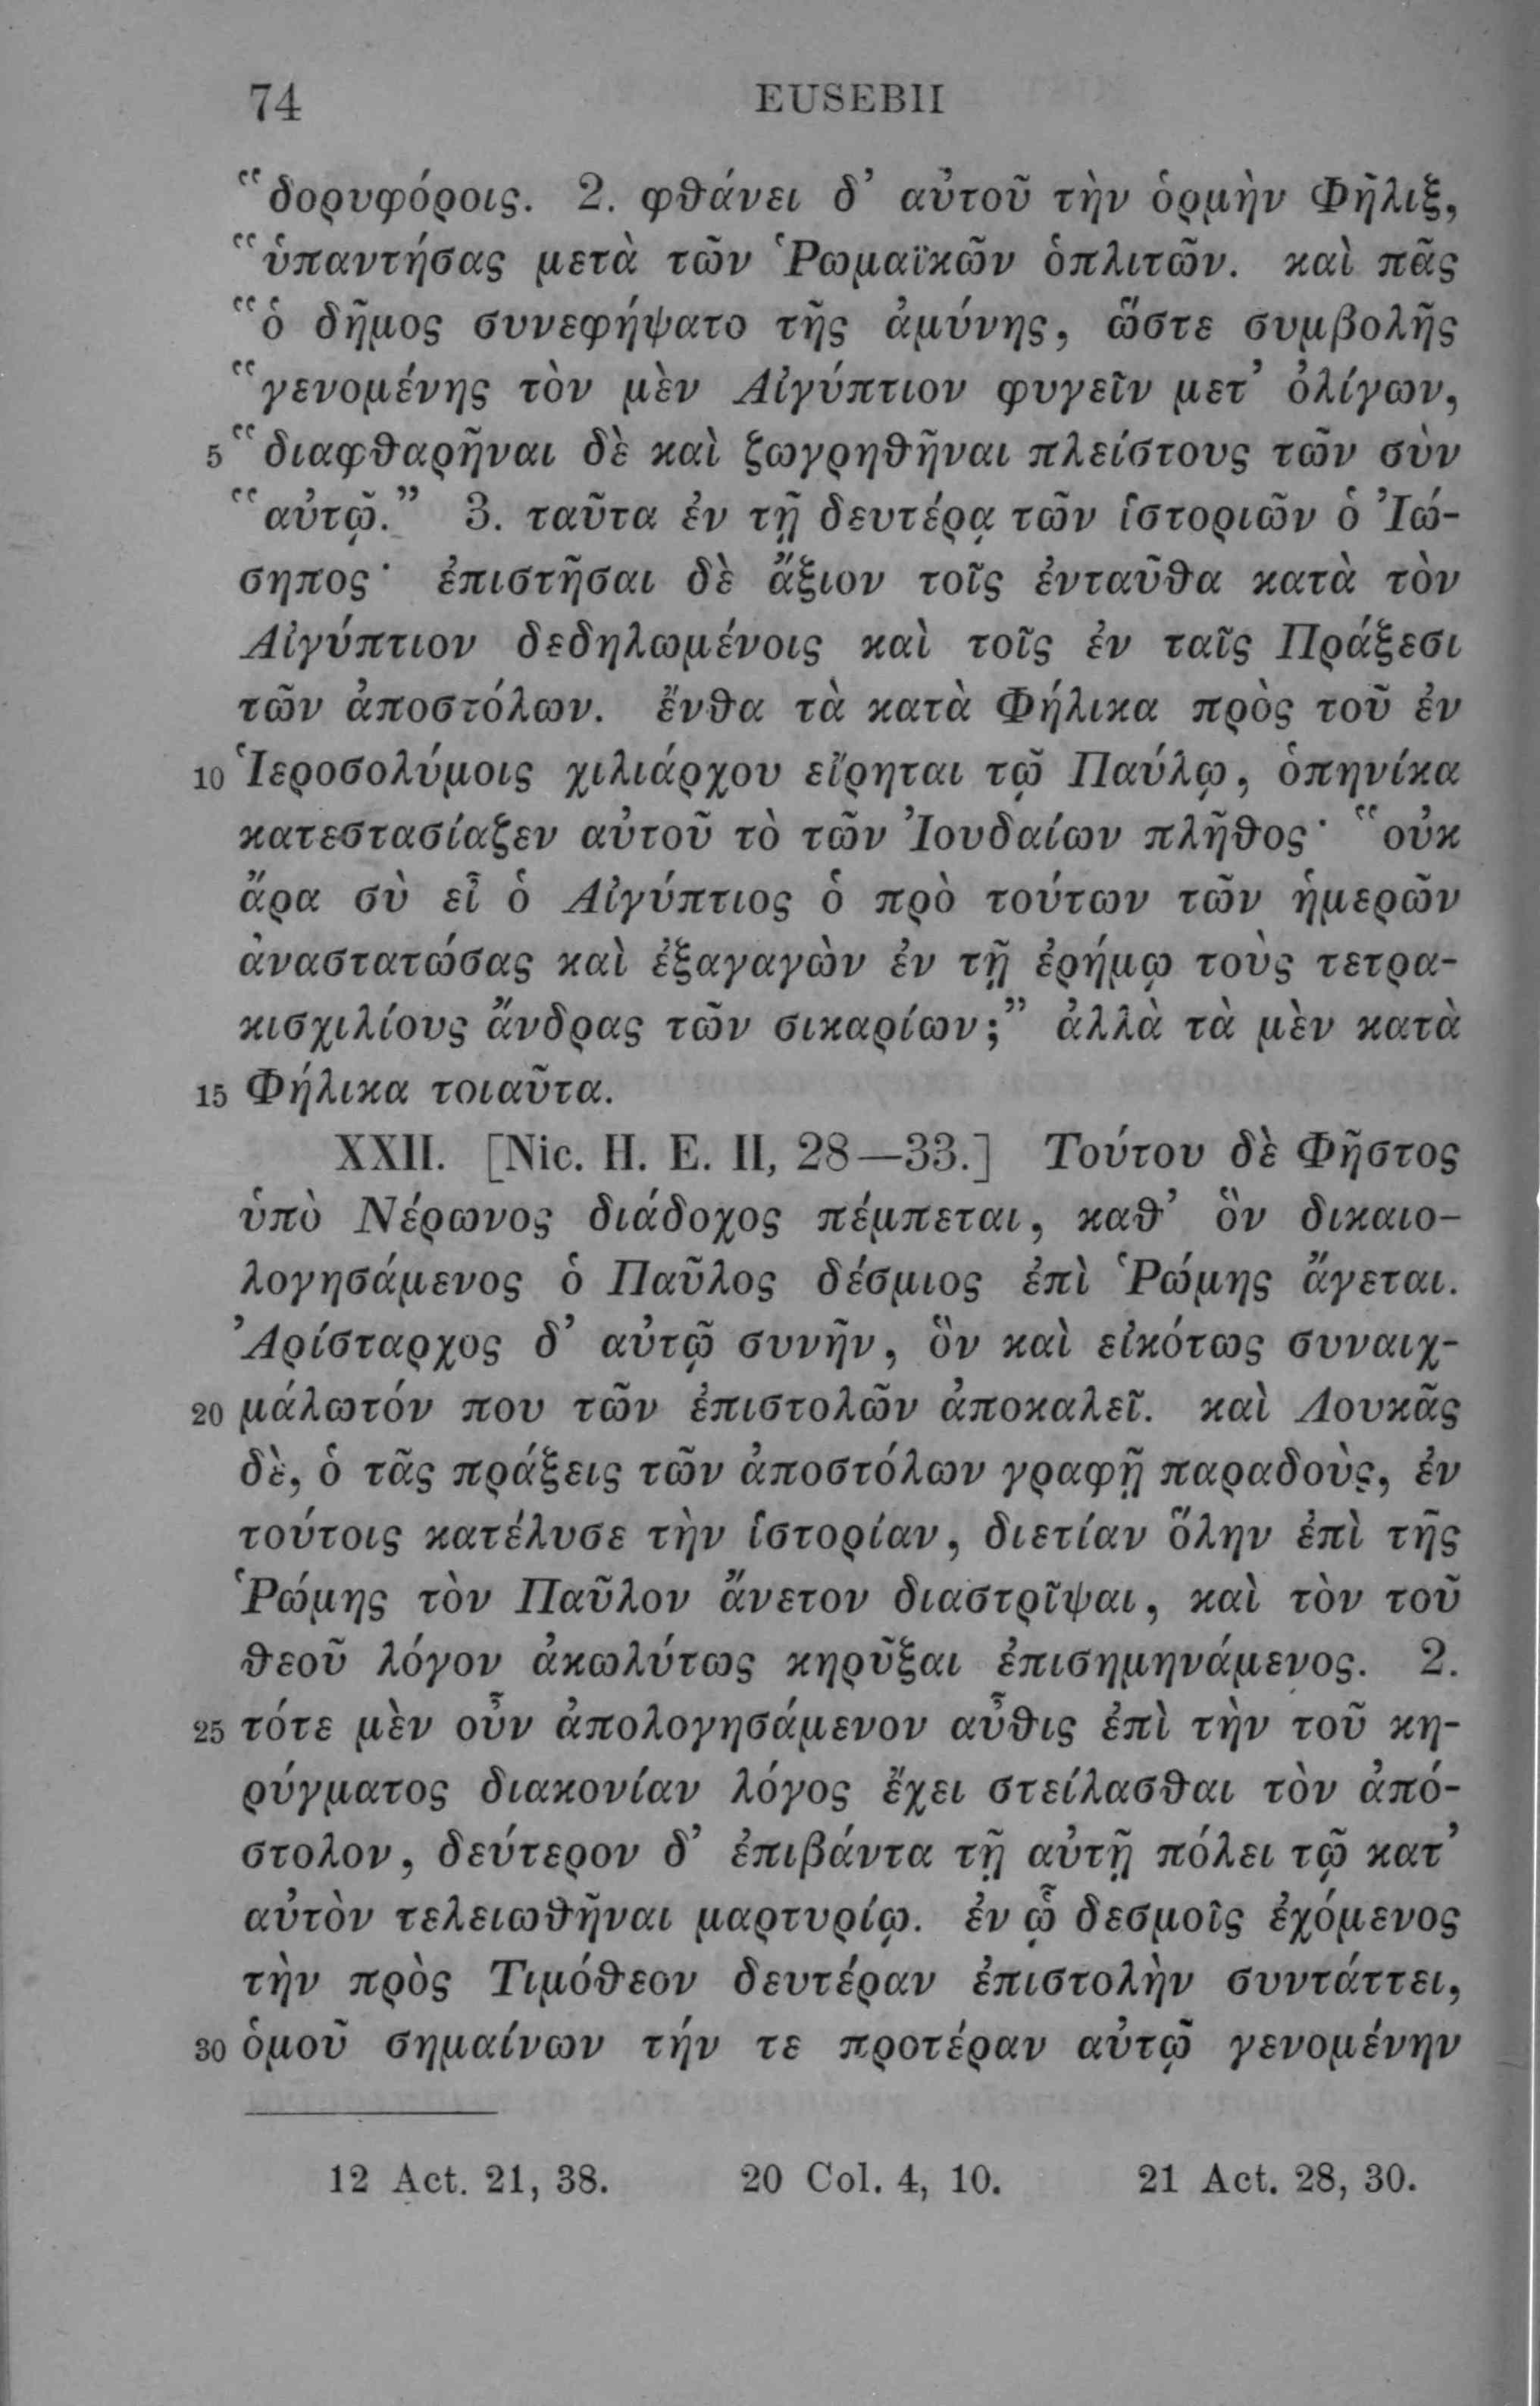 74 EUSEBII
“δορυφόροις. 2. φθάνει δ’ αὐτοῦ τὴν ὁρμὴν Φῆλιξ,
“ὑπαντήσας μετὰ τῶν Ῥωμαϊκῶν ὁπλιτῶν. καὶ πᾶς
“ὁ δῆμος συνεφήψατο τῆς ἀμύνης, ὥστε συμβολῆς
“γενομένης τὸν μὲν Αἰγύπτιον φυγεῖν μετ’ ὀλίγων,
5 “διαφθαρῆναι δὲ καὶ ζωγρηθῆναι πλείστους τῶν σὺν
“αὐτῷ.” 3. ταῦτα ἐν τῇ δευτέρᾳ τῶν ἱστοριῶν ὁ Ἰώ-
σηπος· ἐπιστῆσαι δὲ ἄξιον τοῖς ἐνταῦθα κατὰ τὸν
Αἰγύπτιον δεδηλωμένοις καὶ τοῖς ἐν ταῖς Πράξεσι
τῶν ἀποστόλων. ἔνθα τὰ κατὰ Φήλικα πρὸς τοῦ ἐν
10 Ἱεροσολύμοις χιλιάρχου εἴρηται τῷ Παύλῳ, ὁπηνίκα
κατεστασίαζεν αὐτοῦ τὸ τῶν Ἰουδαίων πλῆθος· “οὐκ
ἄρα σὺ εἶ ὁ Αἰγύπτιος ὁ πρὸ τούτων τῶν ἡμερῶν
ἀναστατώσας καὶ ἐξαγαγὼν ἐν τῇ ἐρήμῳ τοὺς τετρα-
κισχιλίους ἄνδρας τῶν σικαρίων;” ἀλλὰ τὰ μὲν κατὰ
15 Φήλικα τοιαῦτα.
XXII. [Nic. H. E. II, 28—33.] Τούτου δὲ Φῆστος
ὑπὸ Νέρωνος διάδοχος πέμπεται, καθ’ ὃν δικαιο-
λογησάμενος ὁ Παῦλος δέσμιος ἐπὶ Ῥώμης ἄγεται.
Ἀρίσταρχος δ’ αὐτῷ συνῆν, ὃν καὶ εἰκότως συναιχ-
20 μάλωτόν που τῶν ἐπιστολῶν ἀποκαλεῖ. καὶ Λουκᾶς
δὲ, ὁ τᾶς πράξεις τῶν ἀποστόλων γραφῇ παραδοὺς, ἐν
τούτοις κατέλυσε τὴν ἱστορίαν, διετίαν ὅλην ἐπὶ τῆς
Ῥώμης τὸν Παῦλον ἄνετον διαστρῖψαι, καὶ τὸν τοῦ
θεοῦ λόγον ἀκωλύτως κηρῦξαι ἐπισημηνάμενος. 2.
25 τότε μὲν οὖν ἀπολογησάμενον αὖθις ἐπὶ τὴν τοῦ κη-
ρύγματος διακονίαν λόγος ἔχει στείλασθαι τὸν ἀπό-
στολον, δεύτερον δ’ ἐπιβάντα τῇ αὐτῇ πόλει τῷ κατ’
αὐτὸν τελειωθῆναι μαρτυρίῳ. ἐν ᾧ δεσμοῖς ἐχόμενος
τὴν πρὸς Τιμόθεον δευτέραν ἐπιστολὴν συντάττει,
30 ὁμοῦ σημαίνων τήν τε προτέραν αὐτῷ γενομένην
12 Act. 21, 38. 20 Col. 4, 10. 21 Act. 28, 30.